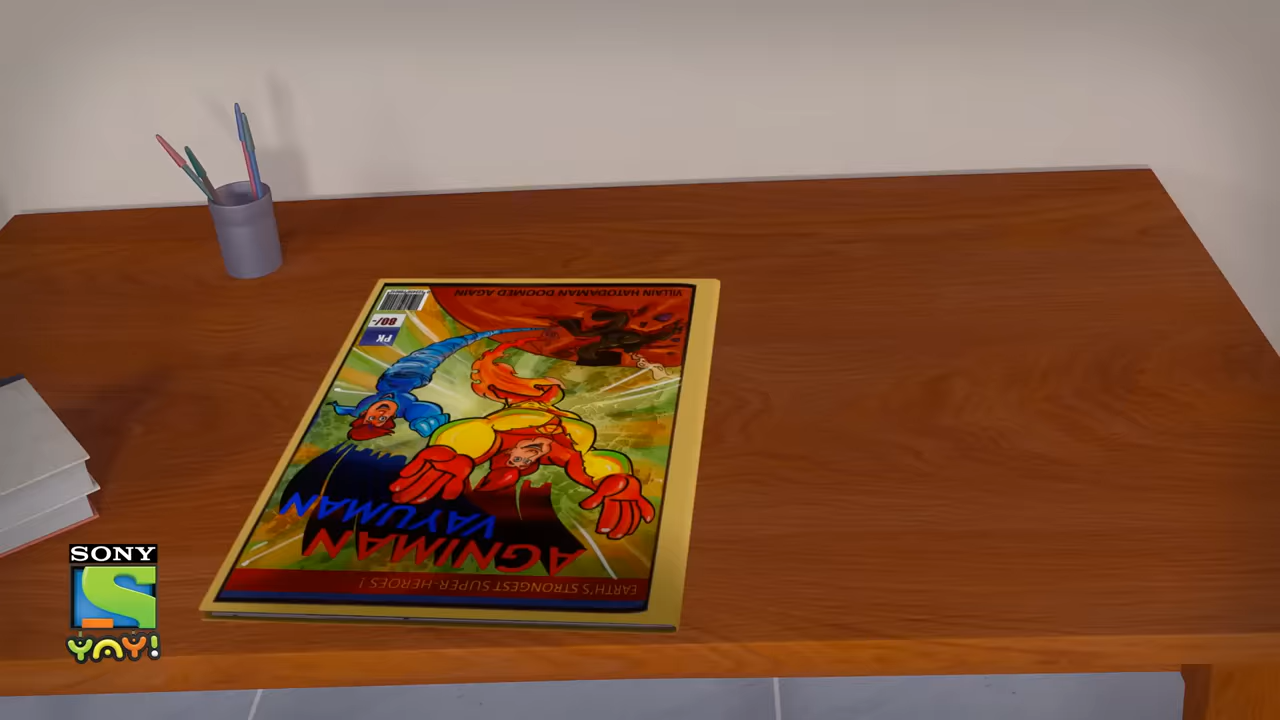 EARTH'S STRONGEST SUPER-HEROES !
AGNIMAN
VAYUMAN
PK
80/-
VILLAIN HATODAMAN DOOMED AGAIN
SONY
S
YAY!